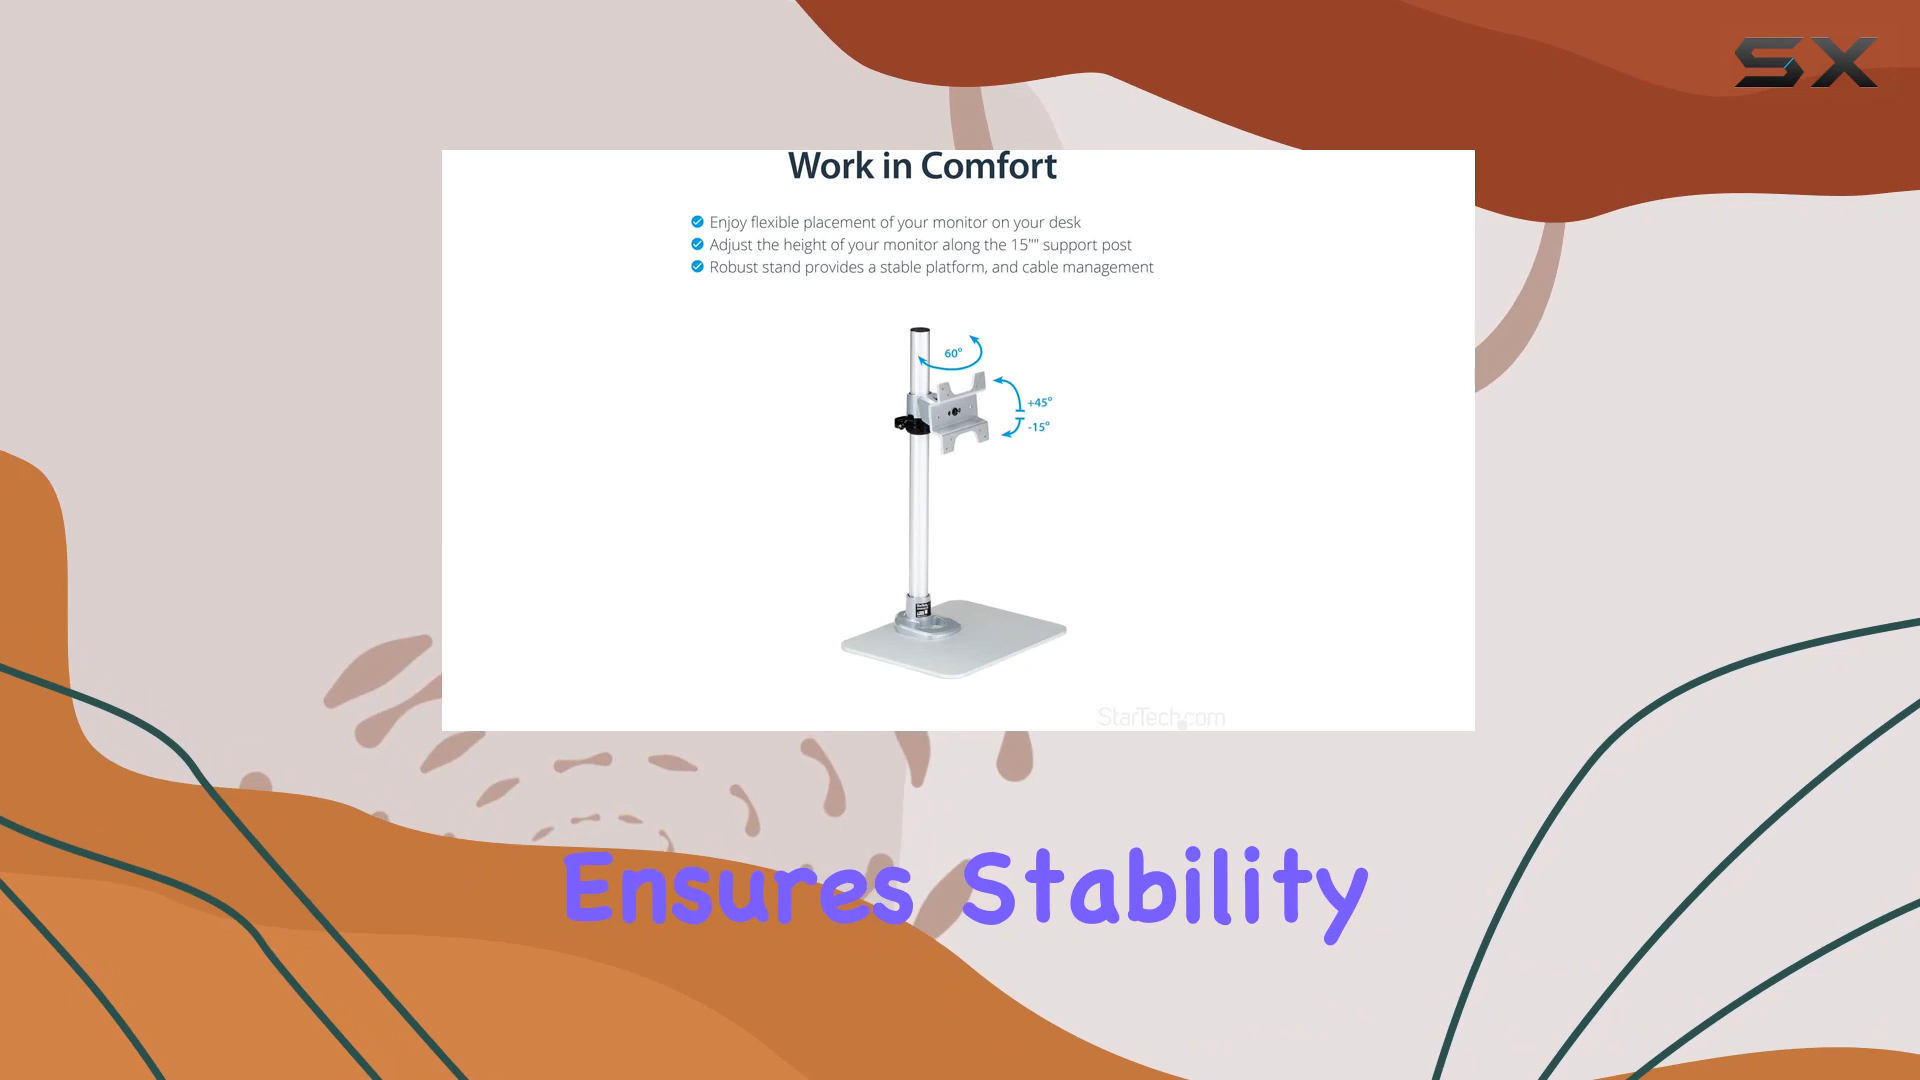 SX
Work in Comfort
Enjoy flexible placement of your monitor on your desk
Adjust the height of your monitor along the 15"" support post
Robust stand provides a stable platform, and cable management
60°
+45°
-15°
StarTech.com
Ensures Stability